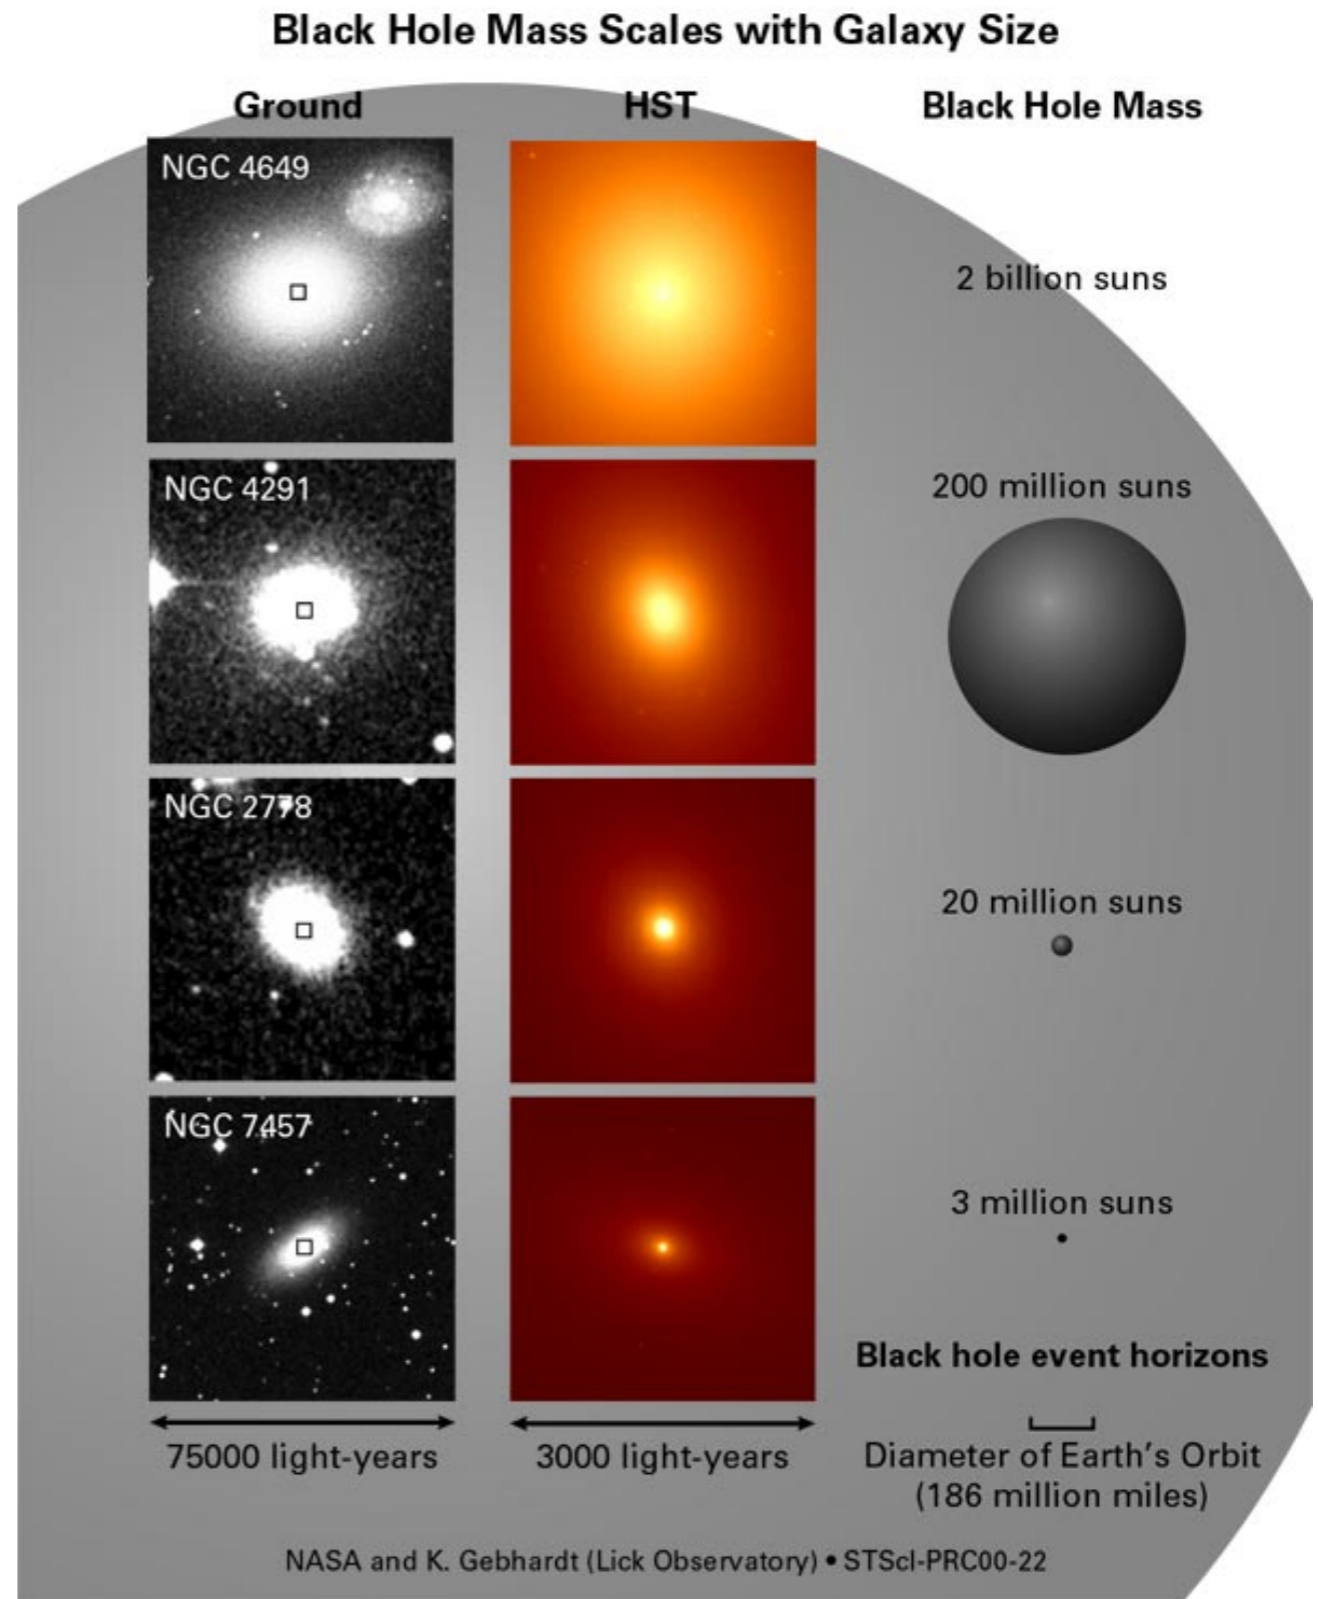 Black Hole Mass Scales with Galaxy Size
Ground HST Black Hole Mass
NGC 4649
2 billion suns
NGC 4291
200 million suns
NGC 2778
20 million suns
NGC 7457
3 million suns
Black hole event horizons
75000 light-years 3000 light-years Diameter of Earth's Orbit
(186 million miles)
NASA and K. Gebhardt (Lick Observatory) • STScI-PRC00-22